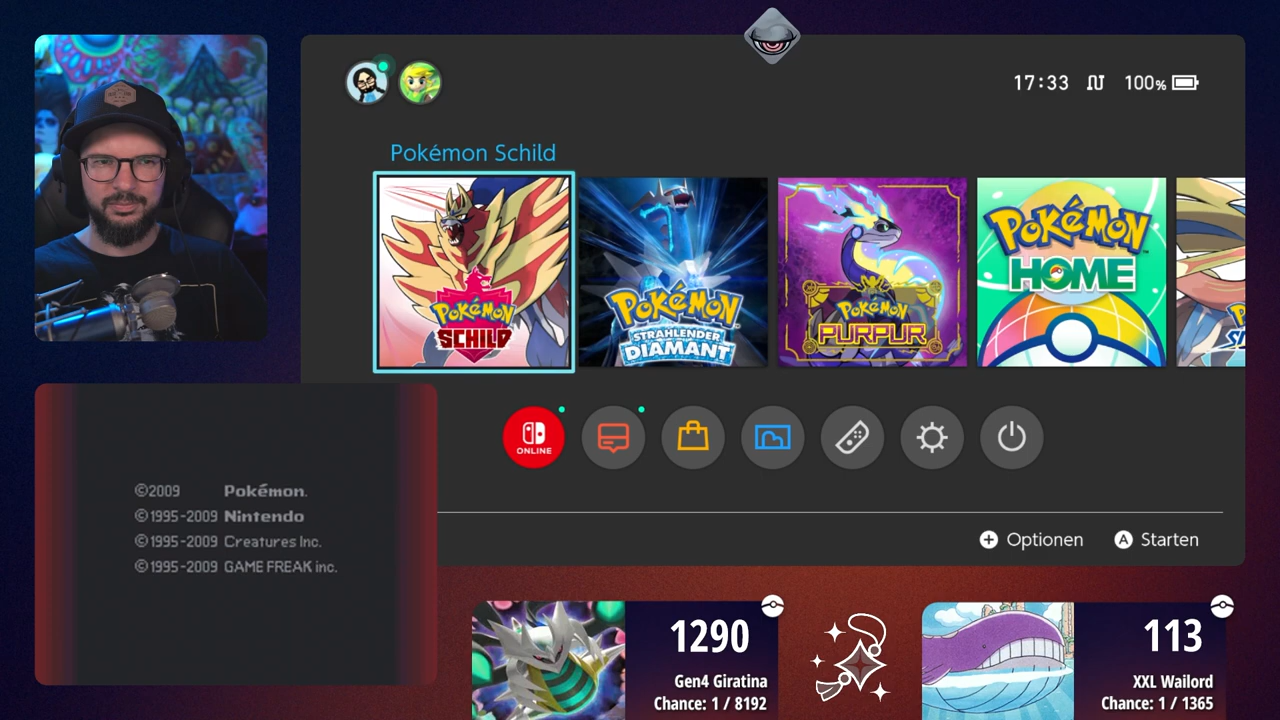 17:33
100%
Pokémon Schild
POKÉMON
SCHILD
POKÉMON
STRAHLENDER
DIAMANT
POKÉMON
PURPUR
POKÉMON
HOME
ONLINE
©2009 Pokémon.
©1995-2009 Nintendo
©1995-2009 Creatures Inc.
©1995-2009 GAME FREAK inc.
+ Optionen
A Starten
1290
Gen4 Giratina
Chance: 1 / 8192
113
XXL Wailord
Chance: 1 / 1365